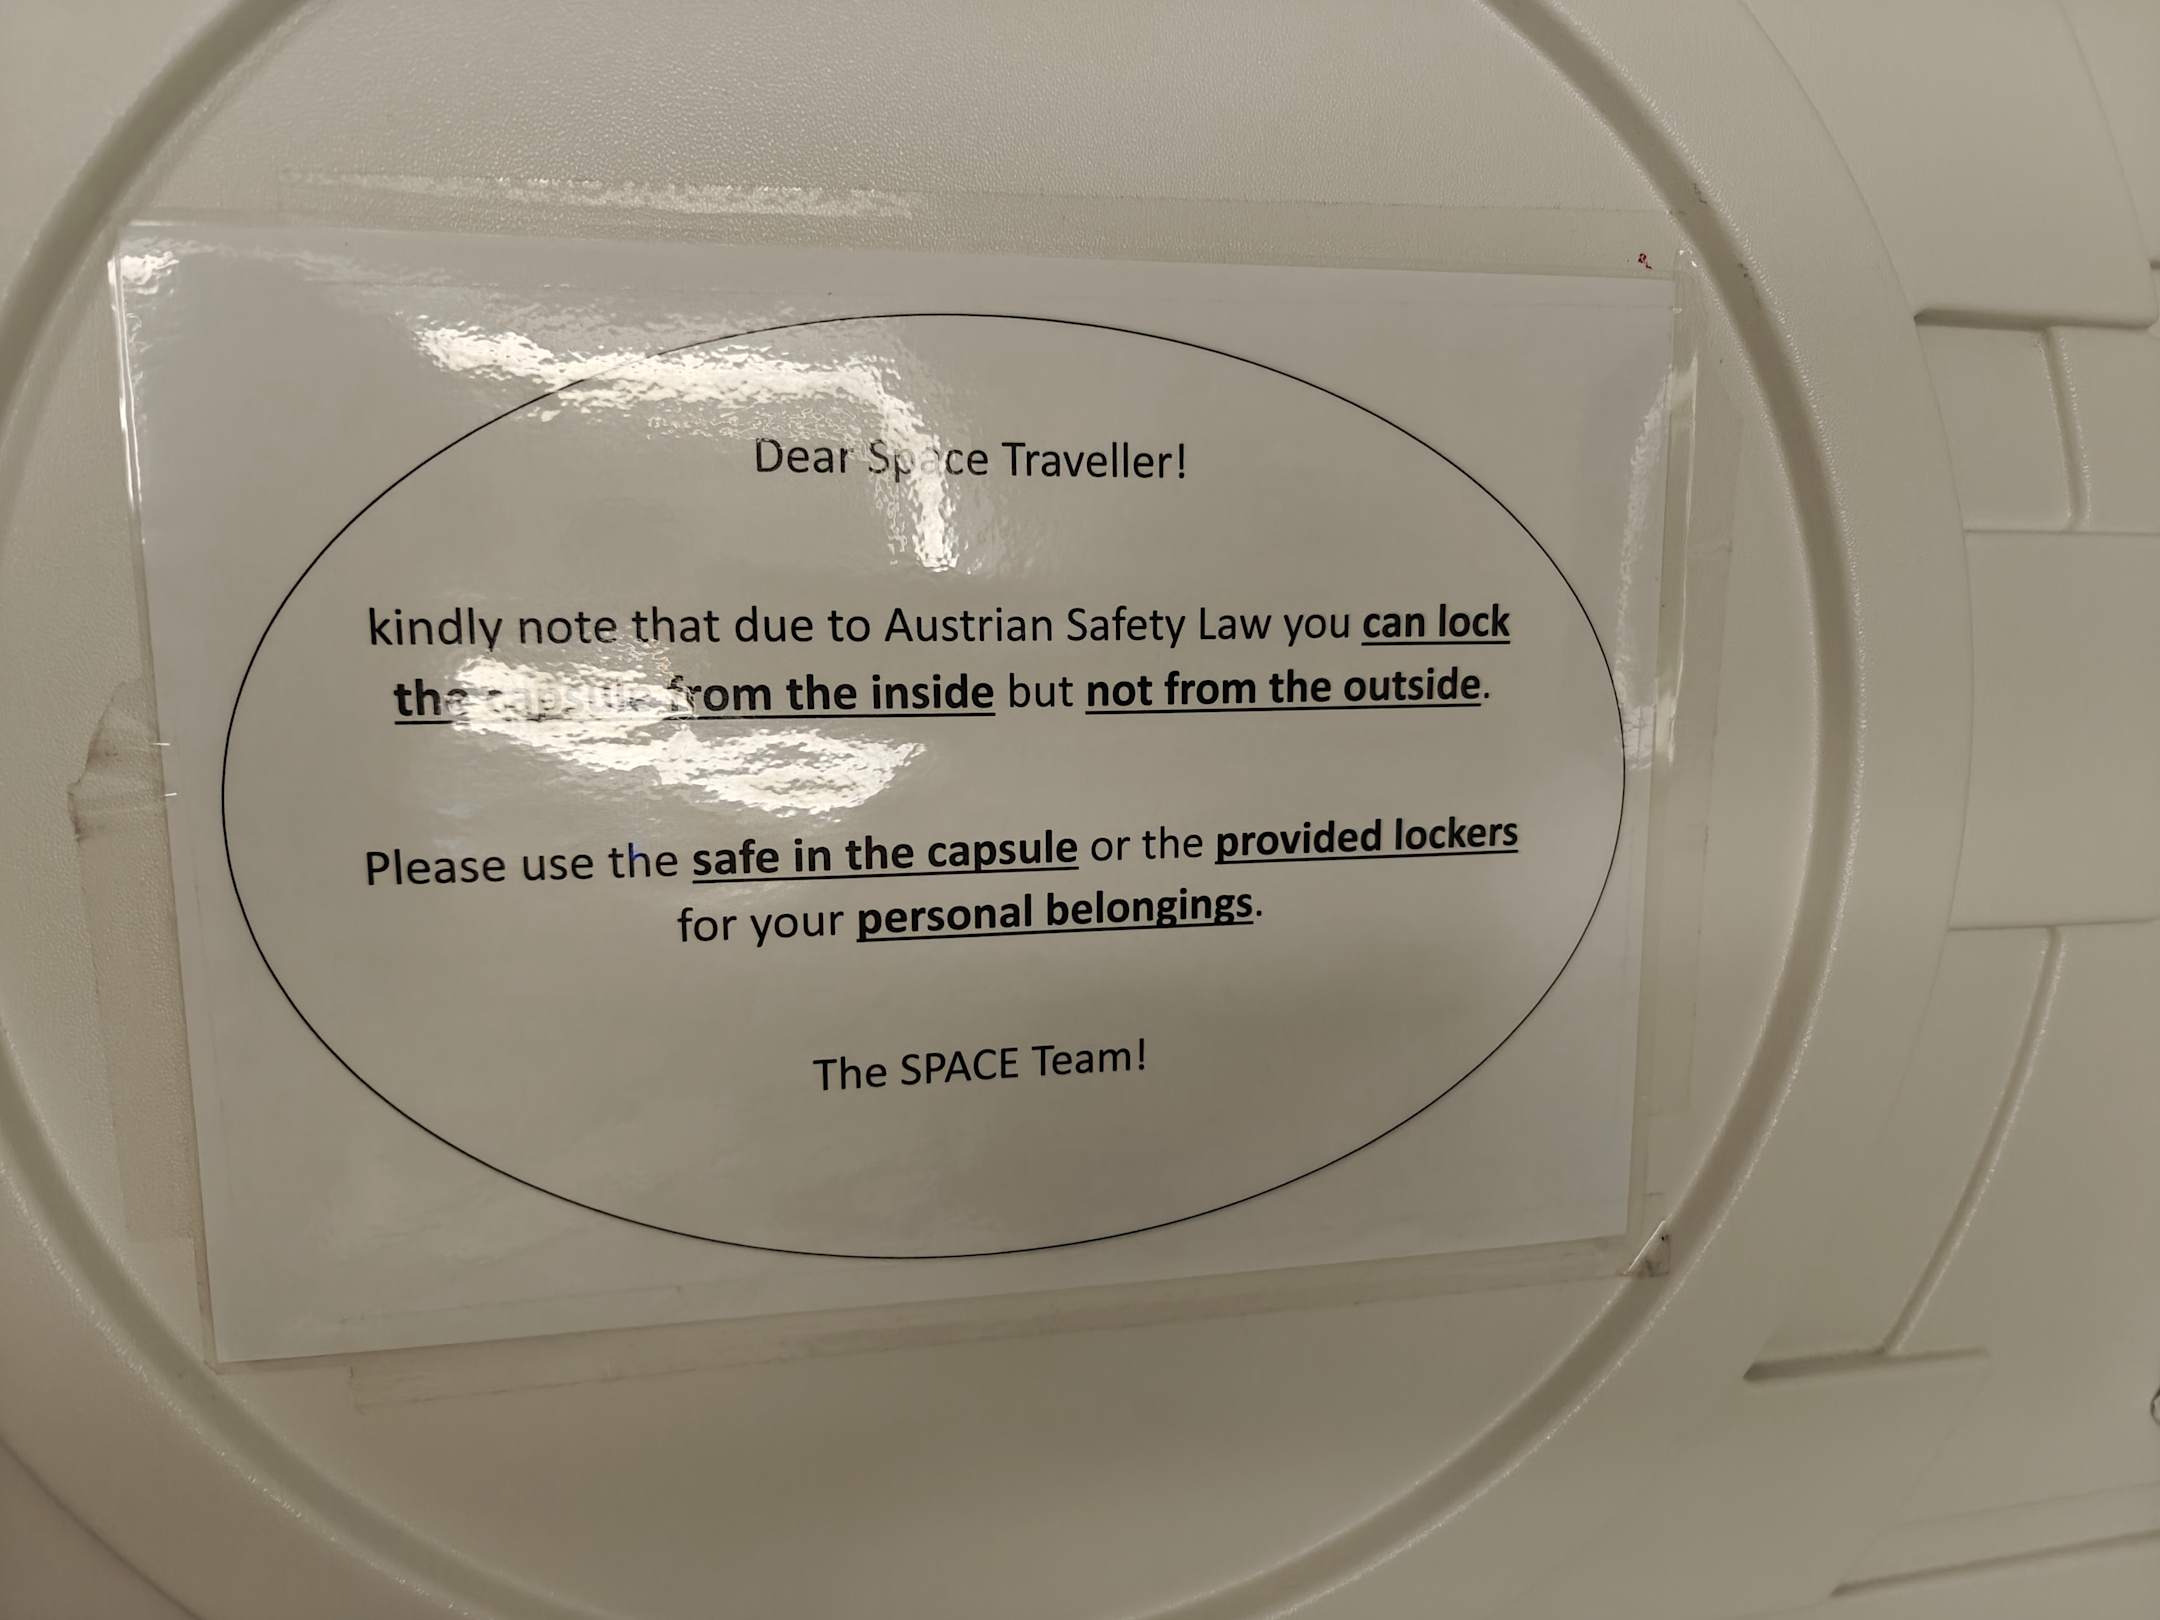 Dear Space Traveller!
kindly note that due to Austrian Safety Law you can lock
the capsule from the inside but not from the outside.
Please use the safe in the capsule or the provided lockers
for your personal belongings.
The SPACE Team!